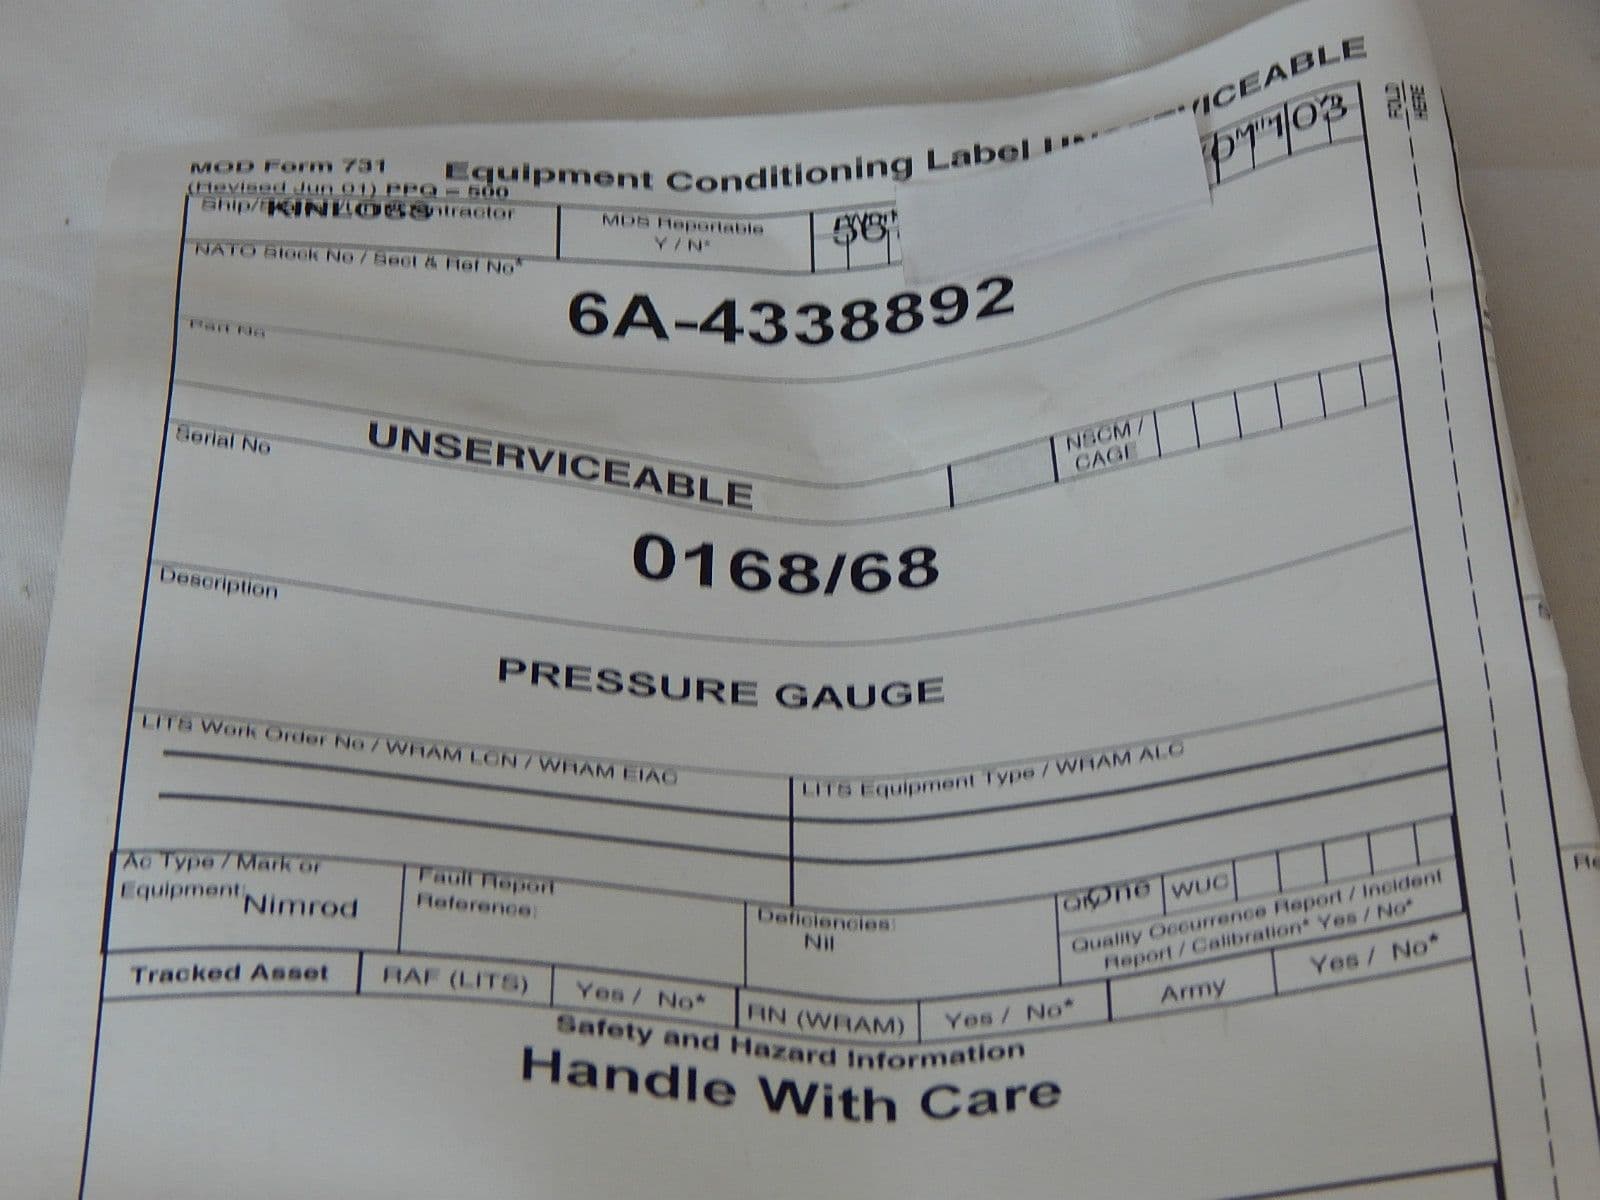 MOD Form 731
(Revised Jun 01) PPQ = 500
Equipment Conditioning Label
VICEABLE
FOLD HERE
KINLOSS
MDS Reportable
Y / N*
NATO Stock No / Sect & Ref No*
6A-4338892
Part No
UNSERVICEABLE
NSCM /
CAGE
Serial No
0168/68
Description
PRESSURE GAUGE
LITS Work Order No / WRAM LCN / WRAM EIAC
LITS Equipment Type / WRAM ALC
Ac Type / Mark or
Equipment:
Nimrod
Fault Report
Reference:
Deficiencies:
Nil
One
WUC
Quality Occurrence Report / Incident
Report / Calibration* Yes / No*
Tracked Asset
RAF (LITS)
Yes / No*
RN (WRAM)
Yes / No*
Army
Yes / No*
Safety and Hazard Information
Handle With Care